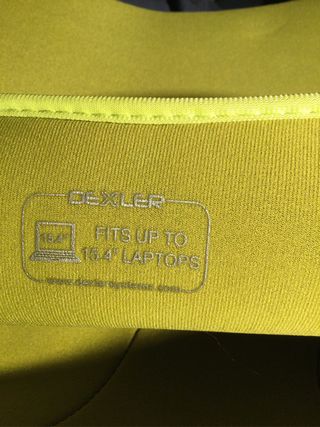 DEXLER
15.4"
FITS UP TO
15.4" LAPTOPS